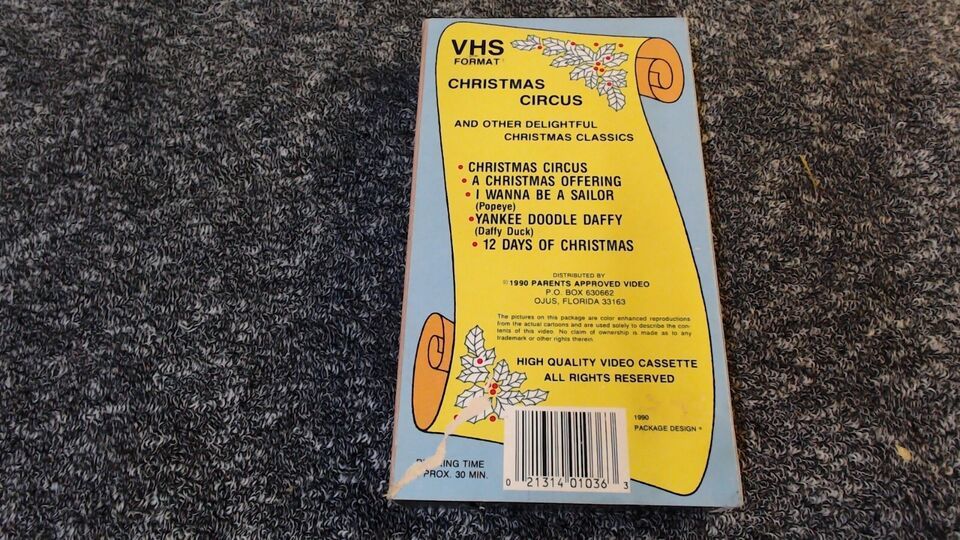 VHS
FORMAT
CHRISTMAS
CIRCUS
AND OTHER DELIGHTFUL
CHRISTMAS CLASSICS
• CHRISTMAS CIRCUS
• A CHRISTMAS OFFERING
• I WANNA BE A SAILOR
(Popeye)
• YANKEE DOODLE DAFFY
(Daffy Duck)
• 12 DAYS OF CHRISTMAS
DISTRIBUTED BY
© 1990 PARENTS APPROVED VIDEO
P.O. BOX 630662
OJUS, FLORIDA 33163
The pictures on this package are color enhanced reproductions
from the actual cartoons and are used solely to describe the con-
tents of this video. No claim of ownership is made as to any
trademark or other rights therein.
HIGH QUALITY VIDEO CASSETTE
ALL RIGHTS RESERVED
1990
PACKAGE DESIGN
TIME
30 MIN.
0 21314 01036 3